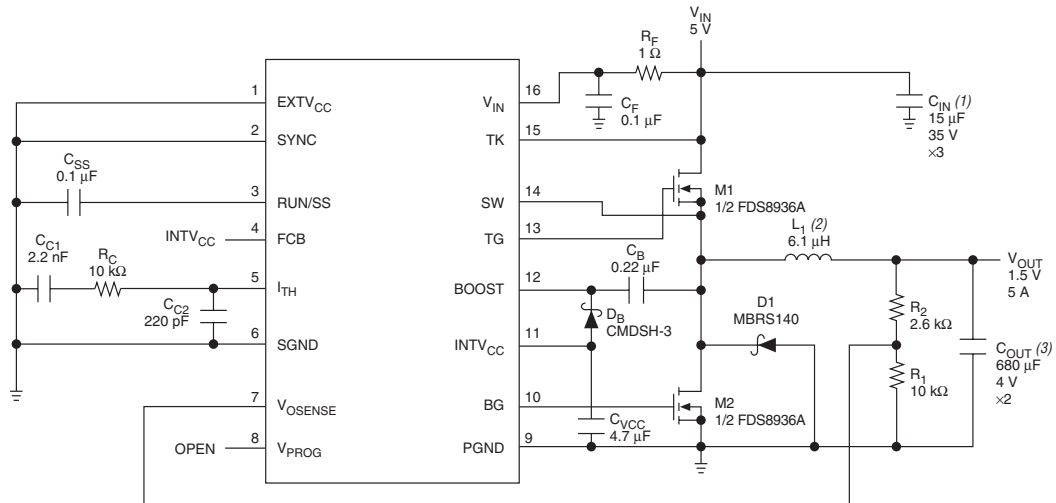 V_IN
5 V
R_F
1 Ω
1
EXTV_CC
16
V_IN
C_F
0.1 µF
C_IN (1)
15 µF
35 V
×3
2
SYNC
15
TK
C_SS
0.1 µF
3
RUN/SS
14
SW
M1
1/2 FDS8936A
INTV_CC
4
FCB
13
TG
L_1 (2)
6.1 µH
C_C1
2.2 nF
R_C
10 kΩ
5
I_TH
12
BOOST
C_B
0.22 µF
V_OUT
1.5 V
5 A
C_C2
220 pF
D_B
CMDSH-3
D1
MBRS140
R_2
2.6 kΩ
6
SGND
11
INTV_CC
C_OUT (3)
680 µF
4 V
×2
R_1
10 kΩ
7
V_OSENSE
10
BG
M2
1/2 FDS8936A
C_VCC
4.7 µF
OPEN
8
V_PROG
9
PGND